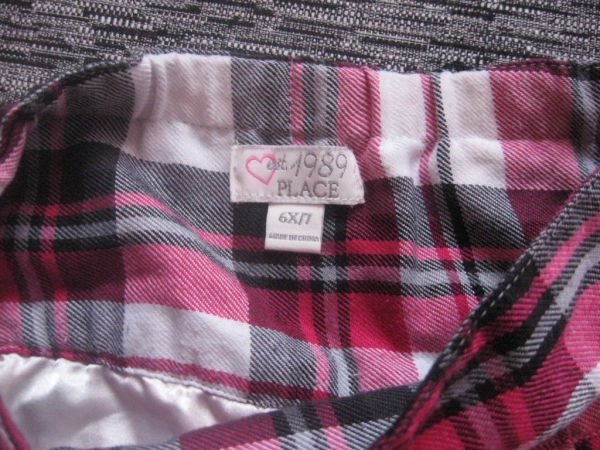 est. 1989
PLACE
6X/7
MADE IN CHINA